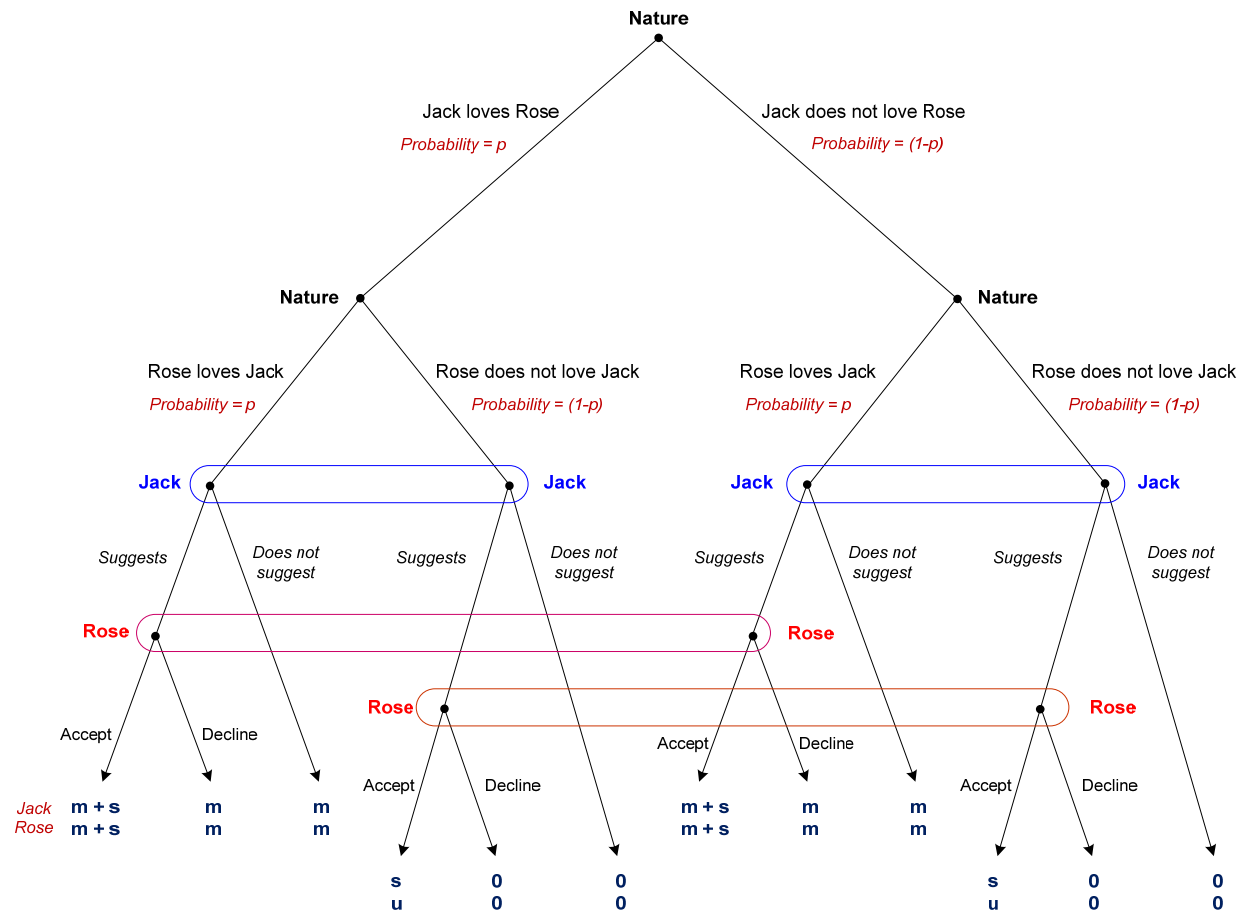 Nature
Jack loves Rose
Jack does not love Rose
Probability = p
Probability = (1-p)
Nature
Nature
Rose loves Jack
Rose does not love Jack
Rose loves Jack
Rose does not love Jack
Probability = p
Probability = (1-p)
Probability = p
Probability = (1-p)
Jack
Jack
Jack
Jack
Suggests
Does not
suggest
Suggests
Does not
suggest
Suggests
Does not
suggest
Suggests
Does not
suggest
Rose
Rose
Rose
Rose
Accept
Decline
Accept
Decline
Accept
Decline
Accept
Decline
Jack m + s m m m + s m m
Rose m + s m m m + s m m
s 0 0 s 0 0
u 0 0 u 0 0